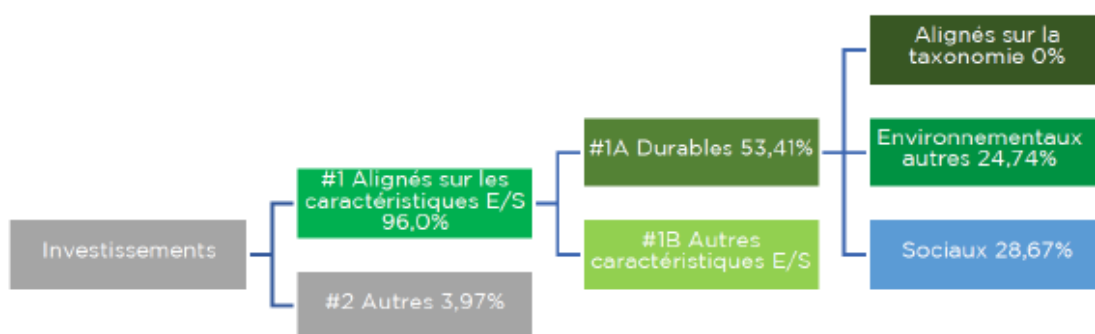 Investissements
#1 Alignés sur les
caractéristiques E/S
96,0%
#2 Autres 3,97%
#1A Durables 53,41%
#1B Autres
caractéristiques E/S
Alignés sur la
taxonomie 0%
Environnementaux
autres 24,74%
Sociaux 28,67%